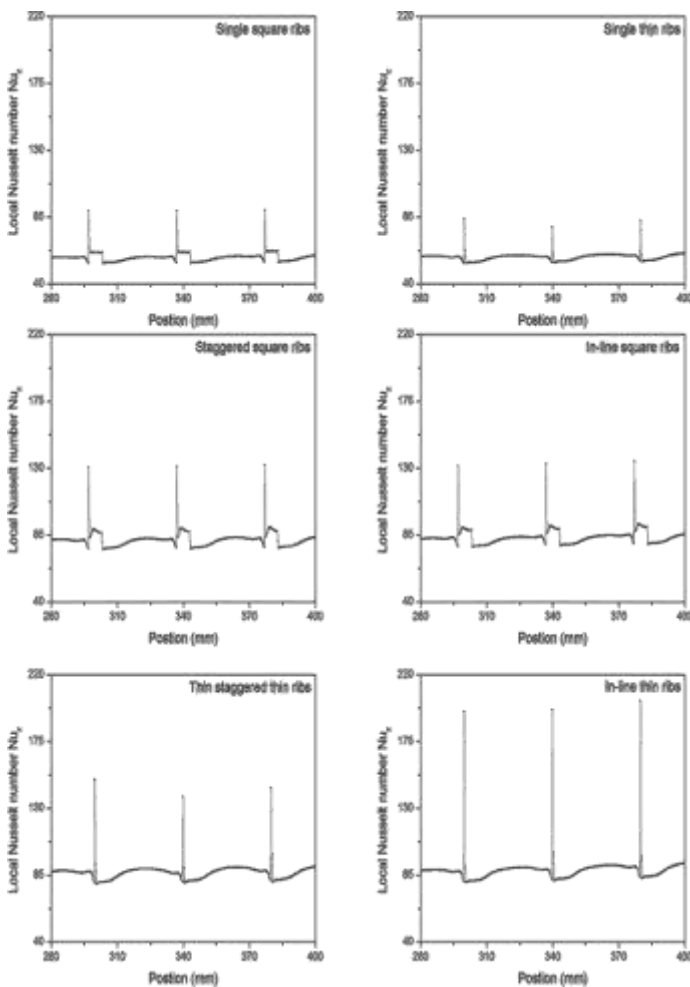 Single square ribs
Local Nusselt number Nuₓ
220
175
130
85
40
280 310 340 370 400
Postion (mm)
Single thin ribs
Local Nusselt number Nuₓ
220
175
130
85
40
280 310 340 370 400
Postion (mm)
Staggered square ribs
Local Nusselt number Nuₓ
220
175
130
85
40
280 310 340 370 400
Postion (mm)
In-line square ribs
Local Nusselt number Nuₓ
220
175
130
85
40
280 310 340 370 400
Postion (mm)
Thin staggered thin ribs
Local Nusselt number Nuₓ
220
175
130
85
40
280 310 340 370 400
Postion (mm)
In-line thin ribs
Local Nusselt number Nuₓ
220
175
130
85
40
280 310 340 370 400
Postion (mm)